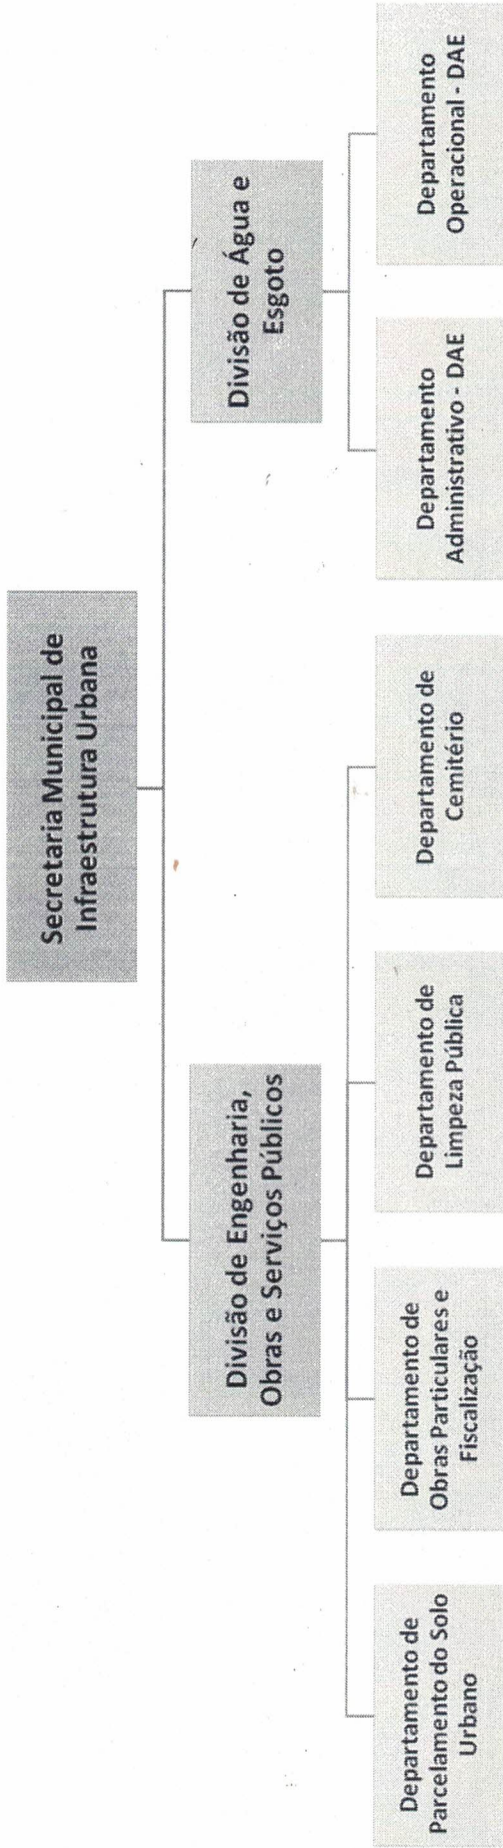 Secretaria Municipal de
Infraestrutura Urbana
Divisão de Engenharia,
Obras e Serviços Públicos
Divisão de Água e
Esgoto
Departamento de
Parcelamento do Solo
Urbano
Departamento de
Obras Particulares e
Fiscalização
Departamento de
Limpeza Pública
Departamento de
Cemitério
Departamento
Administrativo - DAE
Departamento
Operacional - DAE